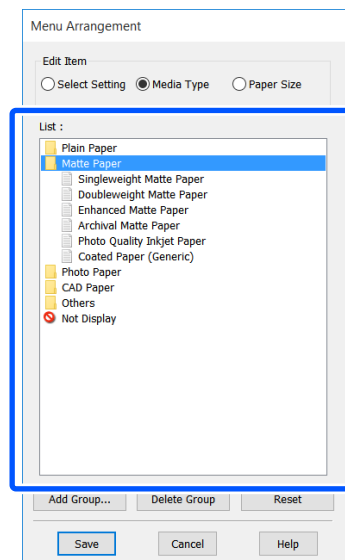 Menu Arrangement
Edit Item
Select Setting Media Type Paper Size
List :
Plain Paper
Matte Paper
Singleweight Matte Paper
Doubleweight Matte Paper
Enhanced Matte Paper
Archival Matte Paper
Photo Quality Inkjet Paper
Coated Paper (Generic)
Photo Paper
CAD Paper
Others
Not Display
Add Group... Delete Group Reset
Save Cancel Help